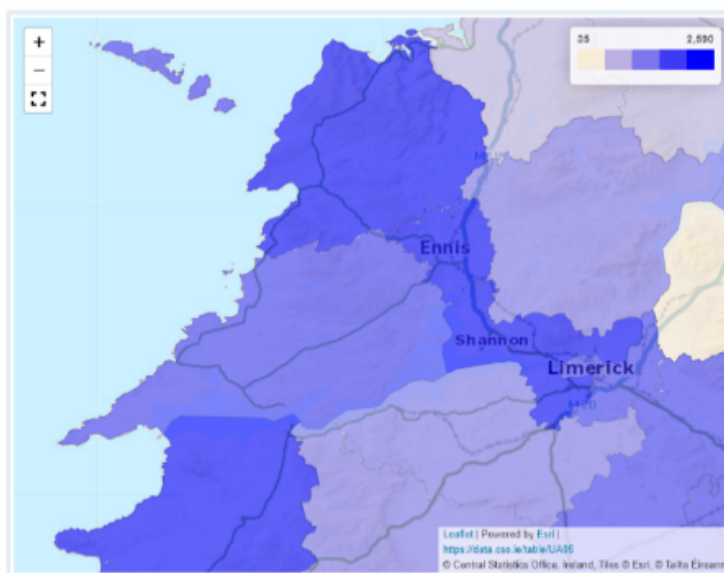 +
35 2,590
−
Ennis
Shannon
Limerick
M20
Leaflet | Powered by Esri |
https://data.cso.ie/table/UA05
© Central Statistics Office, Ireland, Tiles © Esri, © Tailte Éireann